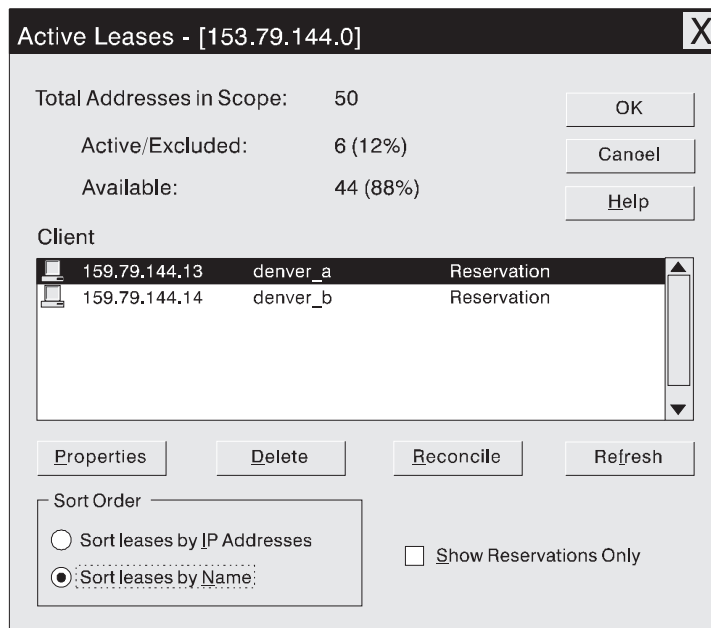 Active Leases - [153.79.144.0]
X
Total Addresses in Scope: 50
Active/Excluded: 6 (12%)
Available: 44 (88%)
OK
Cancel
Help
Client
159.79.144.13 denver_a Reservation
159.79.144.14 denver_b Reservation
Properties
Delete
Reconcile
Refresh
Sort Order
Sort leases by IP Addresses
Sort leases by Name
Show Reservations Only